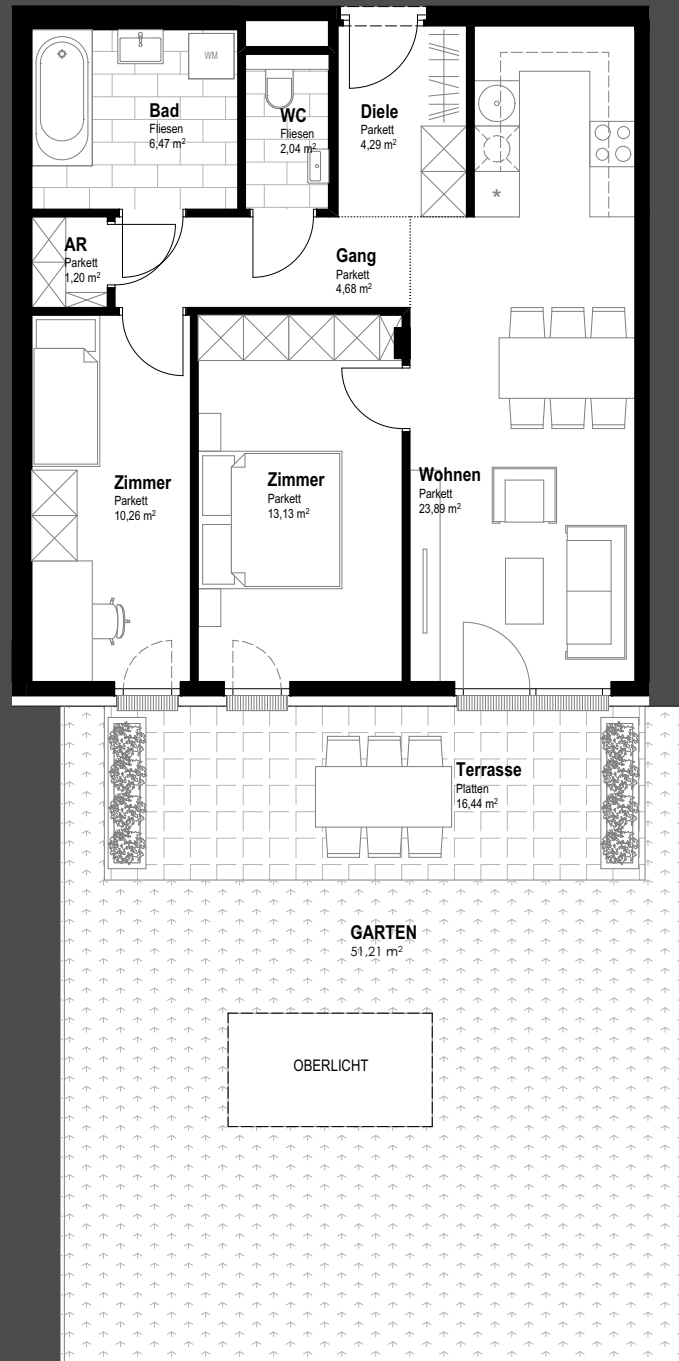 WM
Bad
Fliesen
6,47 m²
WC
Fliesen
2,04 m²
Diele
Parkett
4,29 m²
*
AR
Parkett
1,20 m²
Gang
Parkett
4,68 m²
Zimmer
Parkett
10,26 m²
Zimmer
Parkett
13,13 m²
Wohnen
Parkett
23,89 m²
Terrasse
Platten
16,44 m²
GARTEN
51,21 m²
OBERLICHT